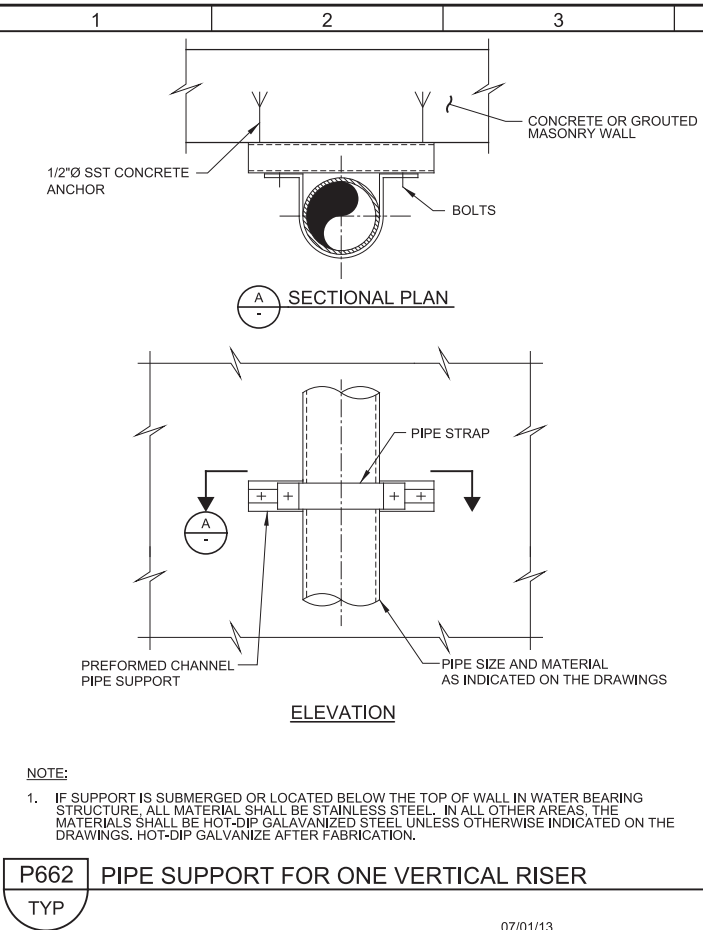 1 2 3
CONCRETE OR GROUTED
MASONRY WALL
1/2"Ø SST CONCRETE
ANCHOR
BOLTS
A
-
SECTIONAL PLAN
PIPE STRAP
A
-
PREFORMED CHANNEL
PIPE SUPPORT
PIPE SIZE AND MATERIAL
AS INDICATED ON THE DRAWINGS
ELEVATION
NOTE:
1. IF SUPPORT IS SUBMERGED OR LOCATED BELOW THE TOP OF WALL IN WATER BEARING
STRUCTURE, ALL MATERIAL SHALL BE STAINLESS STEEL. IN ALL OTHER AREAS, THE
MATERIALS SHALL BE HOT-DIP GALAVANIZED STEEL UNLESS OTHERWISE INDICATED ON THE
DRAWINGS. HOT-DIP GALVANIZE AFTER FABRICATION.
P662 PIPE SUPPORT FOR ONE VERTICAL RISER
TYP
07/01/13